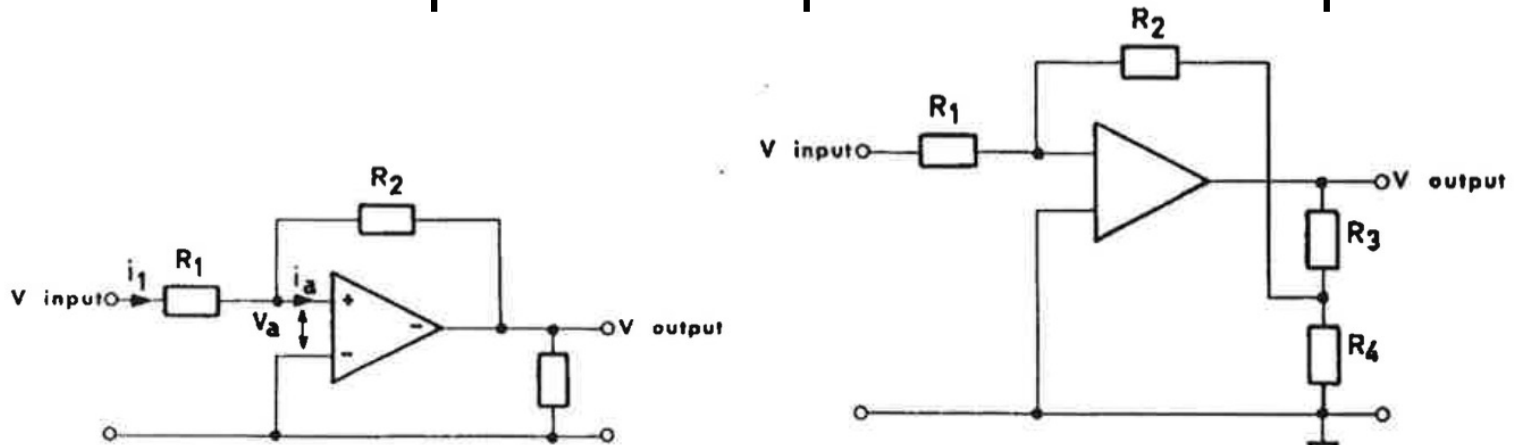 R2
i1 R1 ia
V input
Va
+
-
-
V output
R2
R1
V input
V output
R3
R4